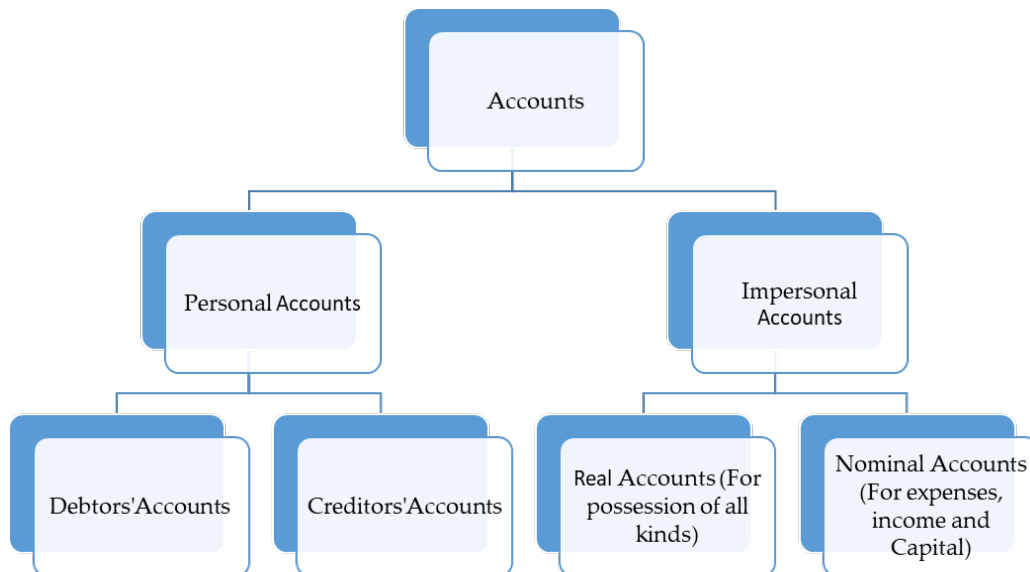 Accounts
Personal Accounts
Impersonal
Accounts
Debtors'Accounts
Creditors'Accounts
Real Accounts (For
possession of all
kinds)
Nominal Accounts
(For expenses,
income and
Capital)